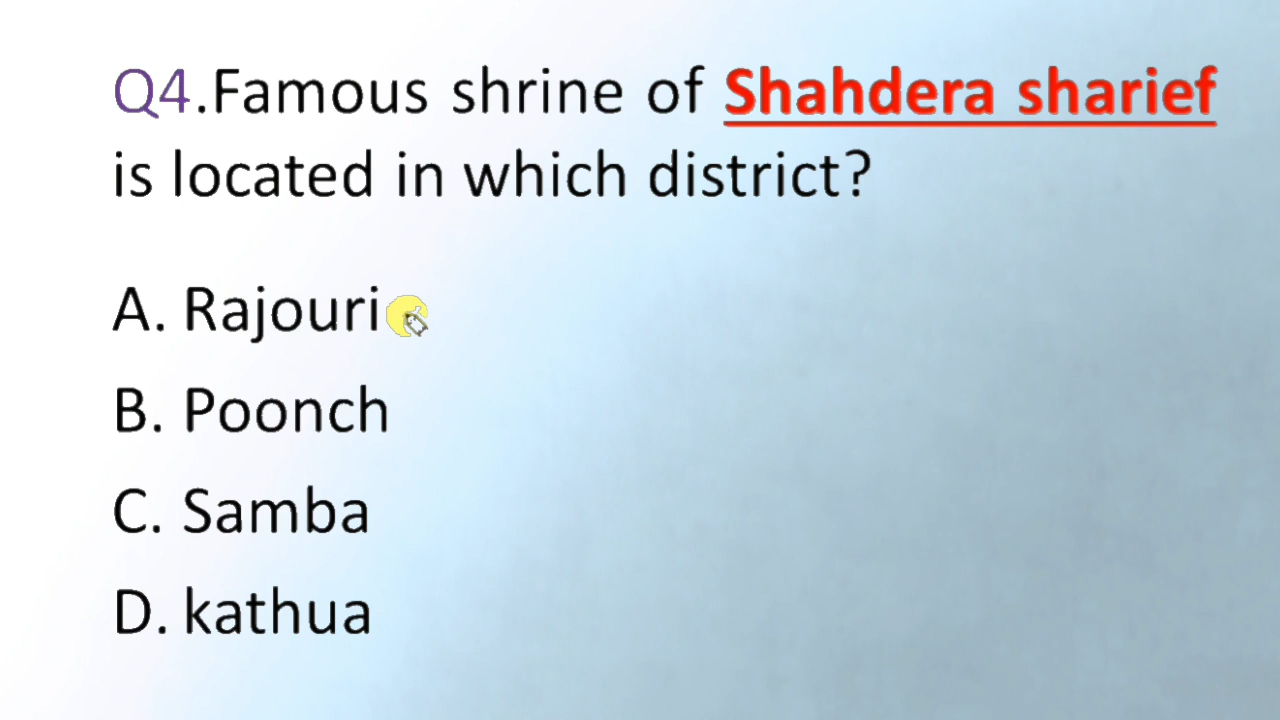 Q4.Famous shrine of Shahdera sharief
is located in which district?
A. Rajouri
B. Poonch
C. Samba
D. kathua